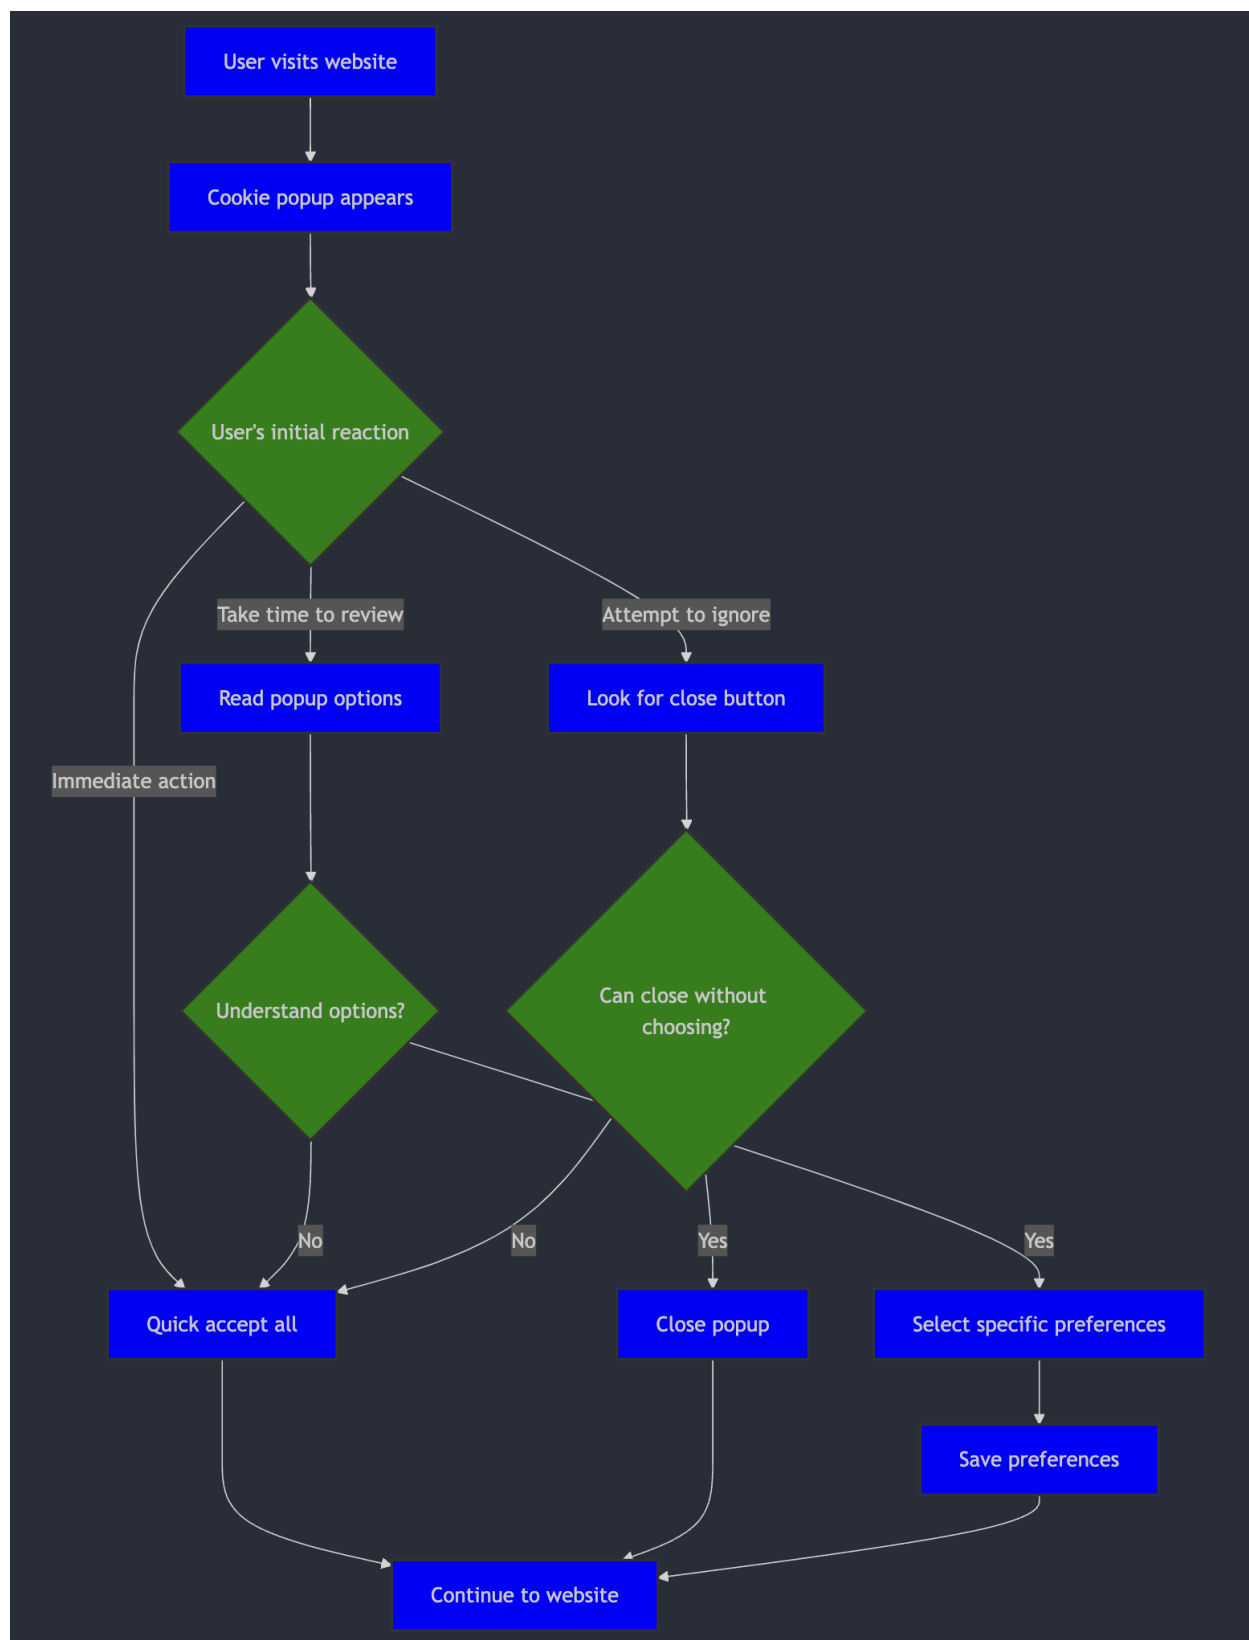 User visits website
Cookie popup appears
User's initial reaction
Take time to review
Attempt to ignore
Read popup options
Look for close button
Immediate action
Understand options?
Can close without
choosing?
No
No
Yes
Yes
Quick accept all
Close popup
Select specific preferences
Save preferences
Continue to website